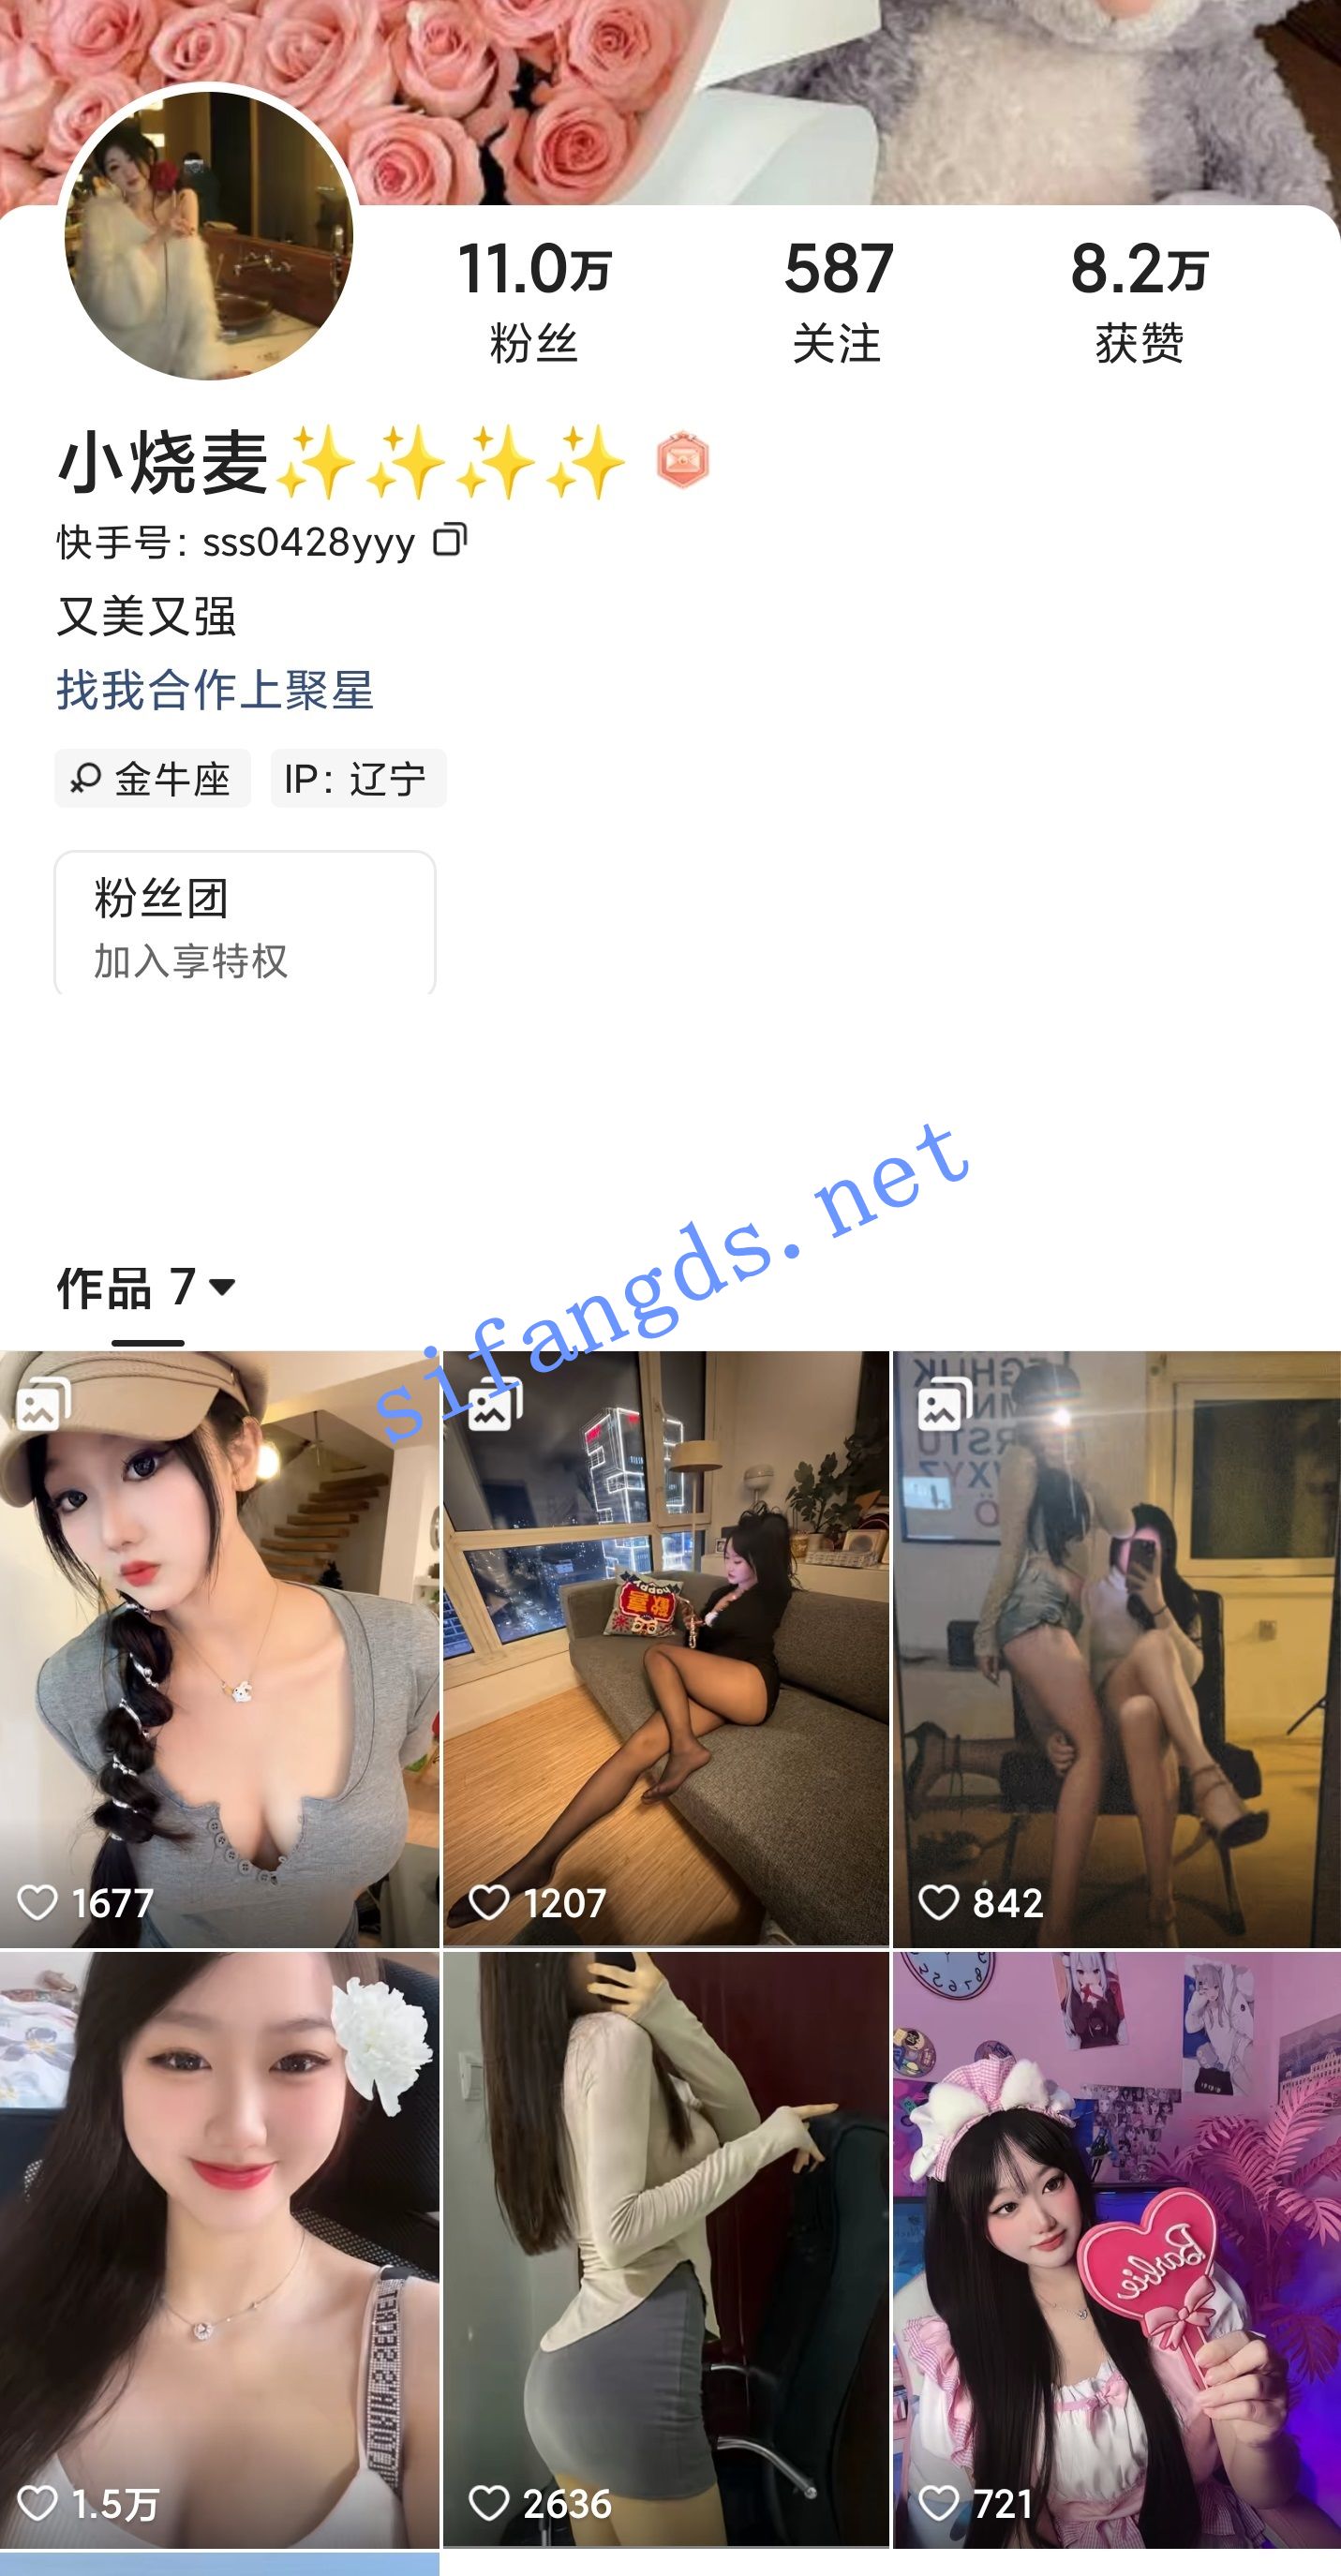 11.0万 587 8.2万
粉丝 关注 获赞
小烧麦✨✨✨✨
快手号: sss0428yyy
又美又强
找我合作上聚星
金牛座 IP: 辽宁
粉丝团
加入享特权
sifangds.net
作品 7
1677 1207 842
Barbie
1.5万 2636 721